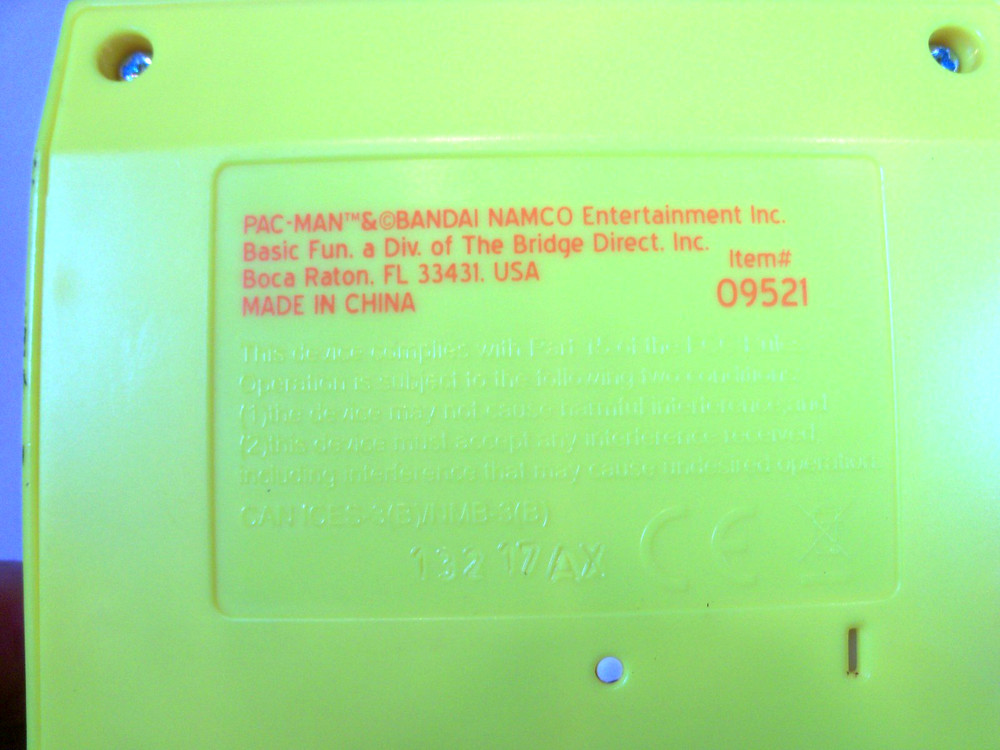 PAC-MAN™&©BANDAI NAMCO Entertainment Inc.
Basic Fun. a Div. of The Bridge Direct. Inc.
Boca Raton. FL 33431. USA
MADE IN CHINA
Item#
09521
This device complies with Part 15 of the FCC
Operation is subject to the following two
(1)the device may not cause harmful interference,and
(2)this device must accept any interference received,
including interference that may cause undesired operation
CAN ICES-3(B)/NMB-3(B)
132 17/AX
CE